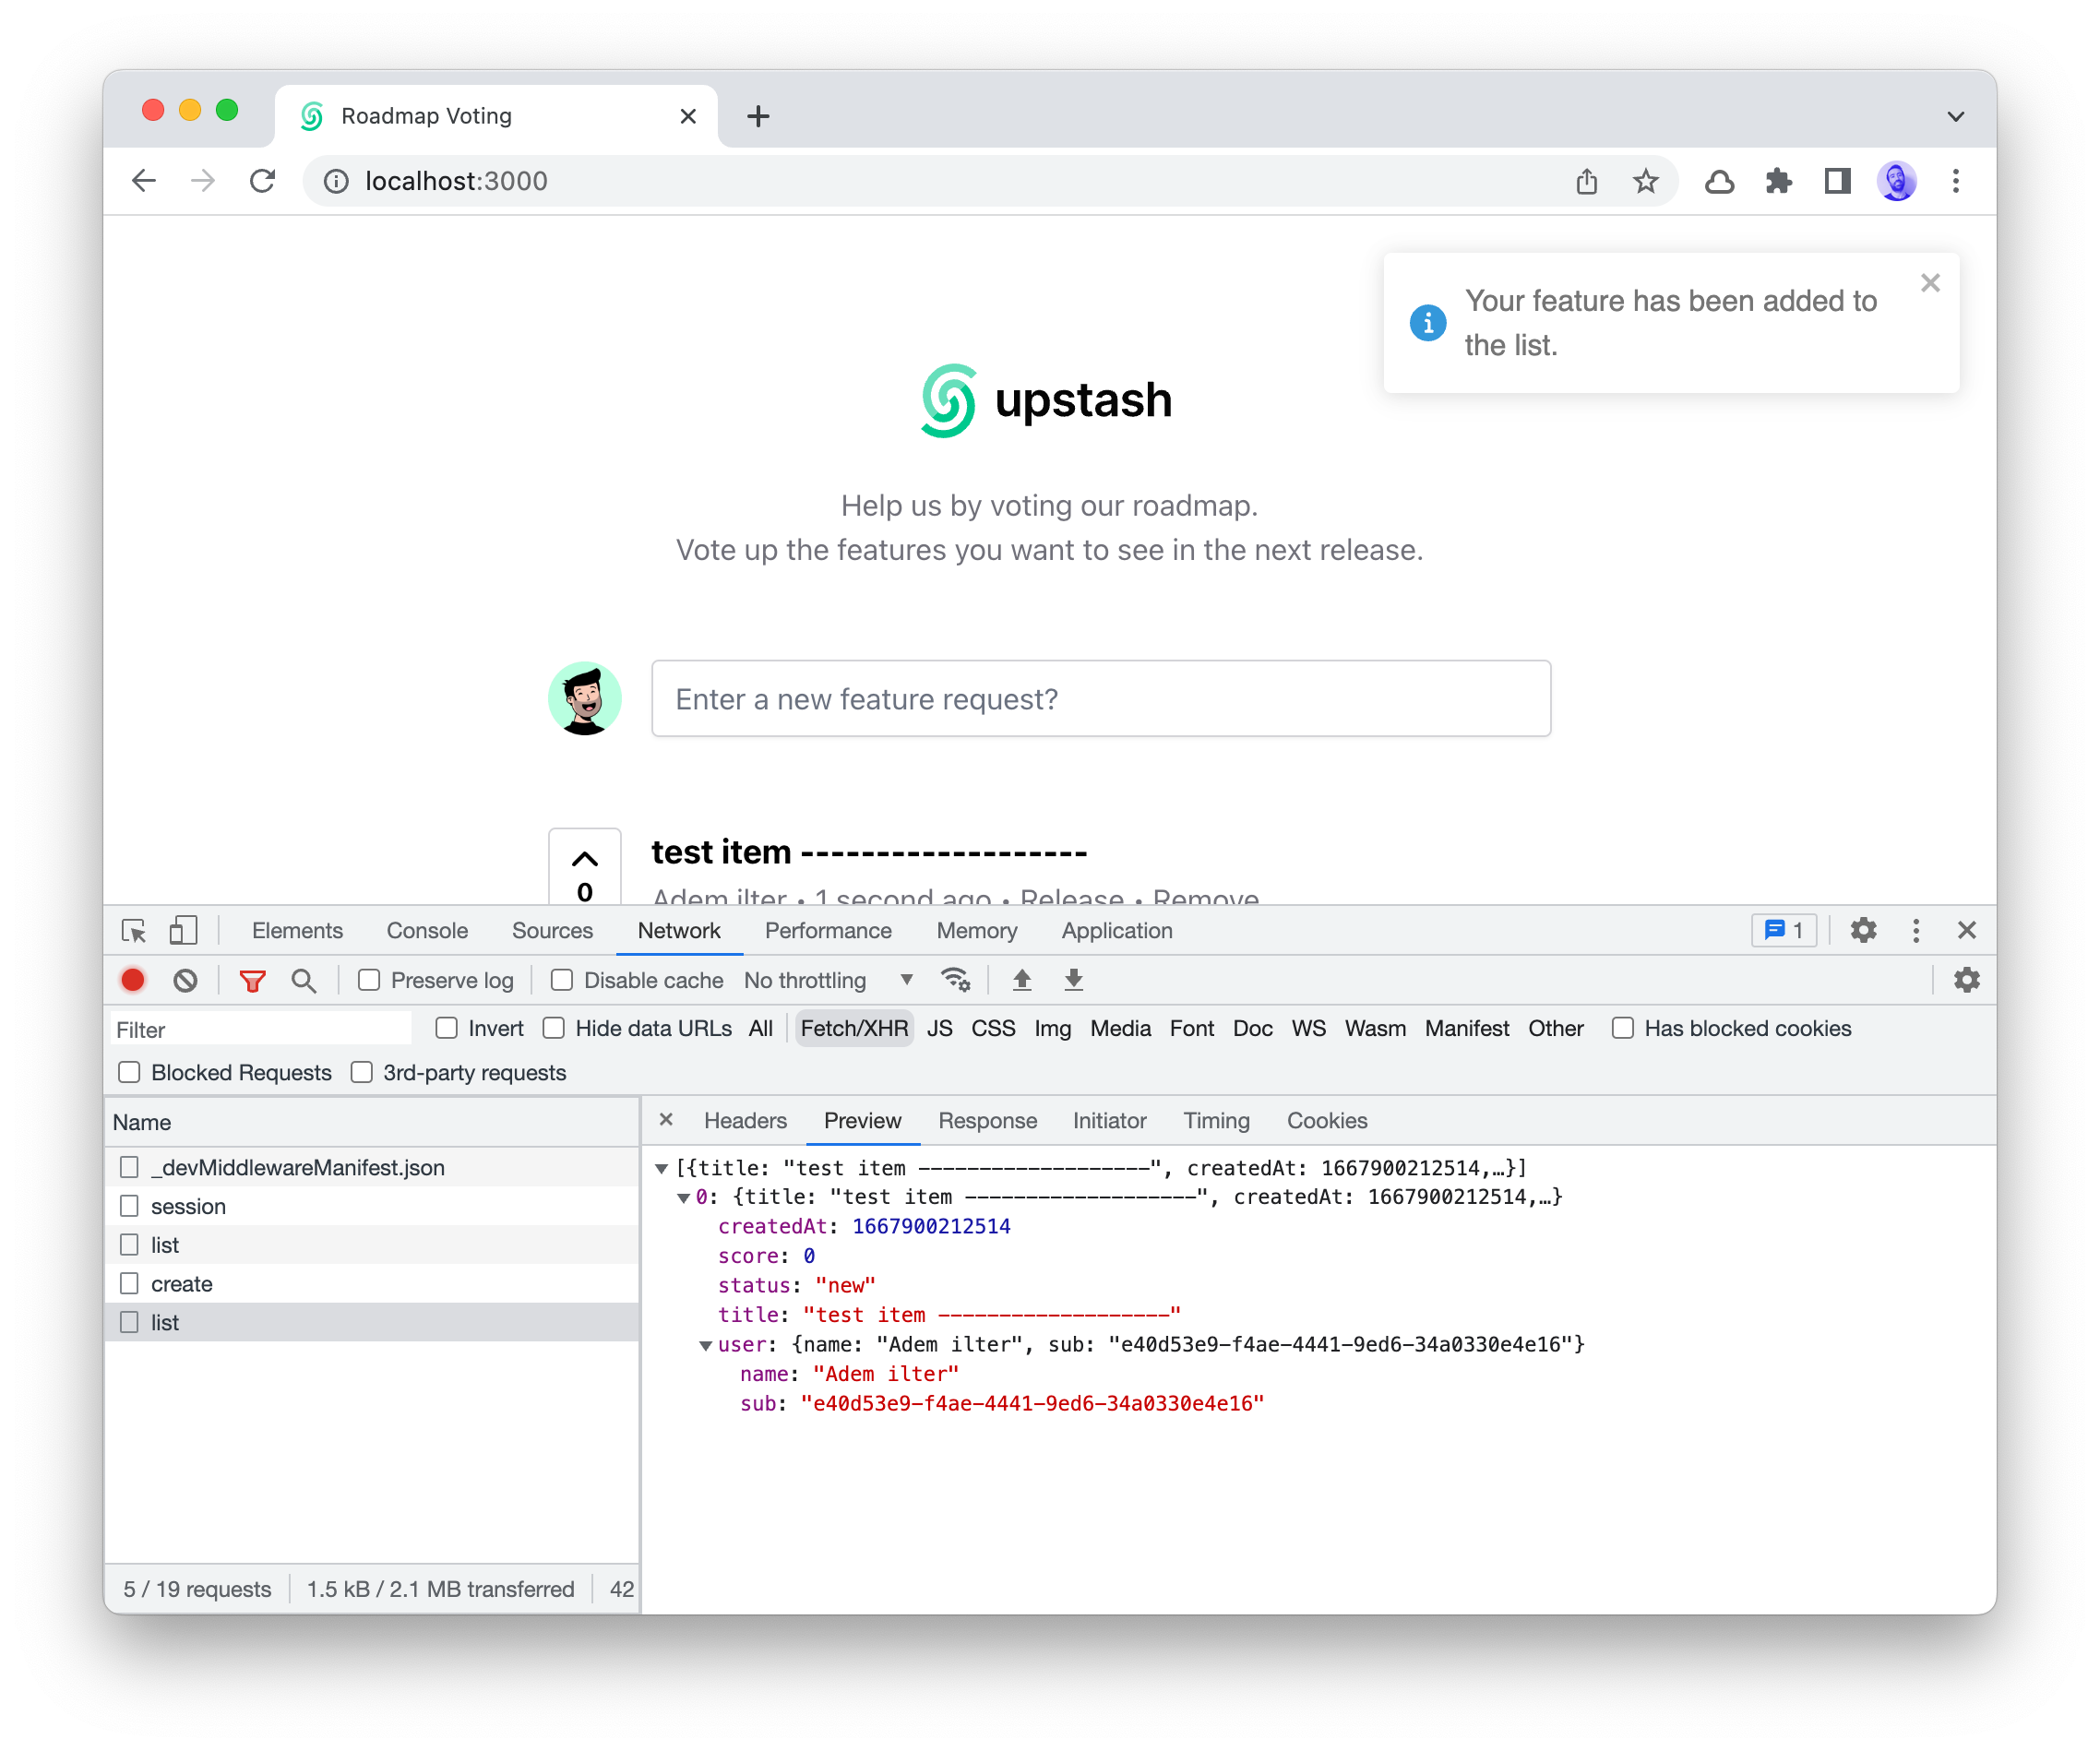 Roadmap Voting
localhost:3000
Your feature has been added to
the list.
upstash
Help us by voting our roadmap.
Vote up the features you want to see in the next release.
Enter a new feature request?
test item -------------------
0
Adem ilter • 1 second ago • Release • Remove
Elements Console Sources Network Performance Memory Application 1
Preserve log Disable cache No throttling
Filter Invert Hide data URLs All Fetch/XHR JS CSS Img Media Font Doc WS Wasm Manifest Other Has blocked cookies
Blocked Requests 3rd-party requests
Name
_devMiddlewareManifest.json
session
list
create
list
5 / 19 requests 1.5 kB / 2.1 MB transferred 42
Headers Preview Response Initiator Timing Cookies
[{title: "test item -------------------", createdAt: 1667900212514,…}]
0: {title: "test item -------------------", createdAt: 1667900212514,…}
createdAt: 1667900212514
score: 0
status: "new"
title: "test item -------------------"
user: {name: "Adem ilter", sub: "e40d53e9-f4ae-4441-9ed6-34a0330e4e16"}
name: "Adem ilter"
sub: "e40d53e9-f4ae-4441-9ed6-34a0330e4e16"